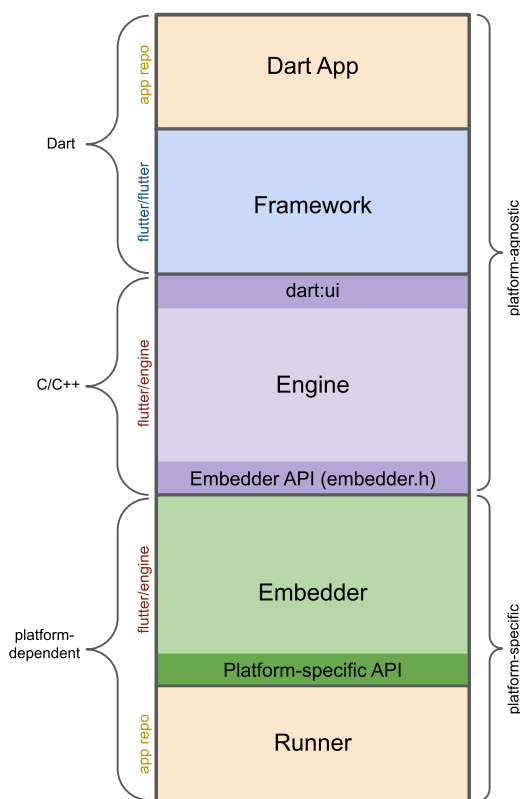 app repo
Dart App
Dart
flutter/flutter
Framework
platform-agnostic
dart:ui
C/C++
flutter/engine
Engine
Embedder API (embedder.h)
flutter/engine
Embedder
platform-
dependent
platform-specific
Platform-specific API
app repo
Runner